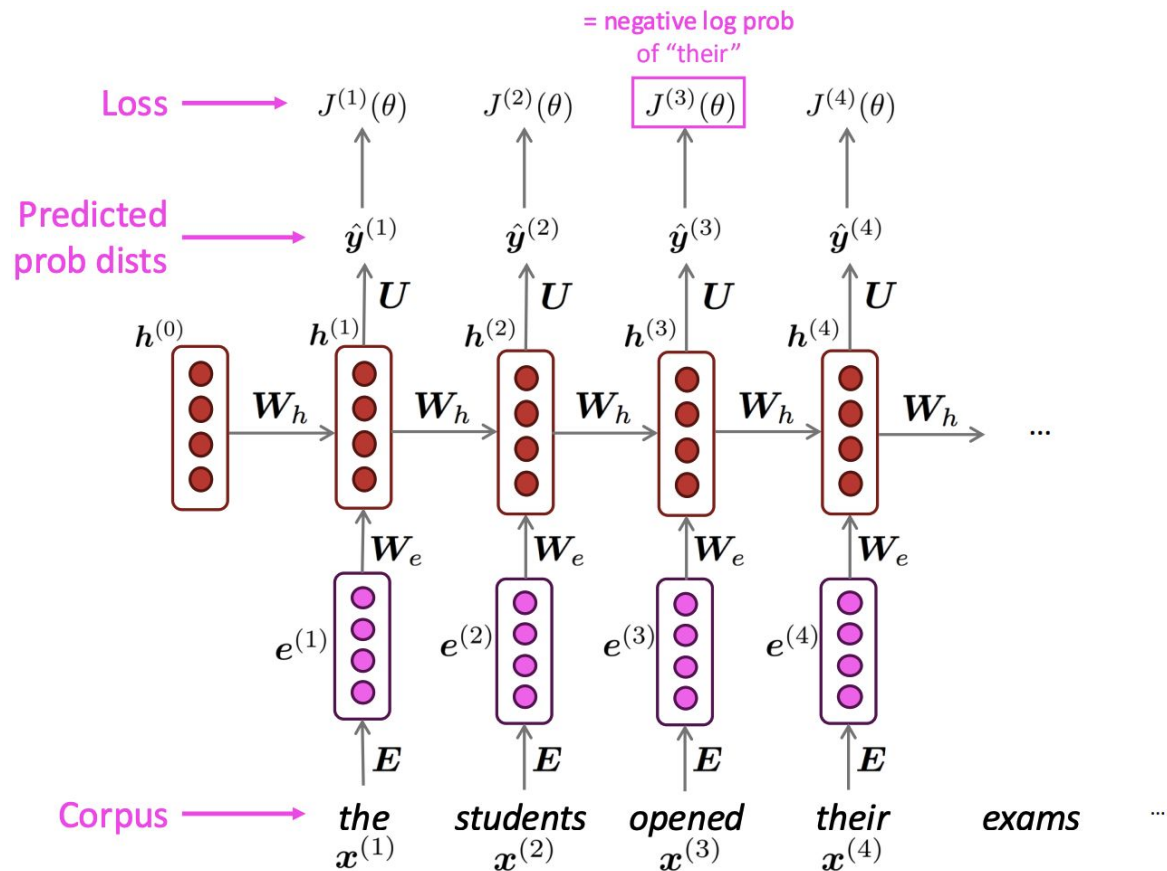 = negative log prob
of “their”
Loss
J^{(1)}(θ) J^{(2)}(θ) J^{(3)}(θ) J^{(4)}(θ)
Predicted
prob dists
ŷ^{(1)} ŷ^{(2)} ŷ^{(3)} ŷ^{(4)}
U U U U
h^{(0)} h^{(1)} h^{(2)} h^{(3)} h^{(4)}
W_h W_h W_h W_h W_h
...
W_e W_e W_e W_e
e^{(1)} e^{(2)} e^{(3)} e^{(4)}
E E E E
Corpus
the students opened their exams ...
x^{(1)} x^{(2)} x^{(3)} x^{(4)}